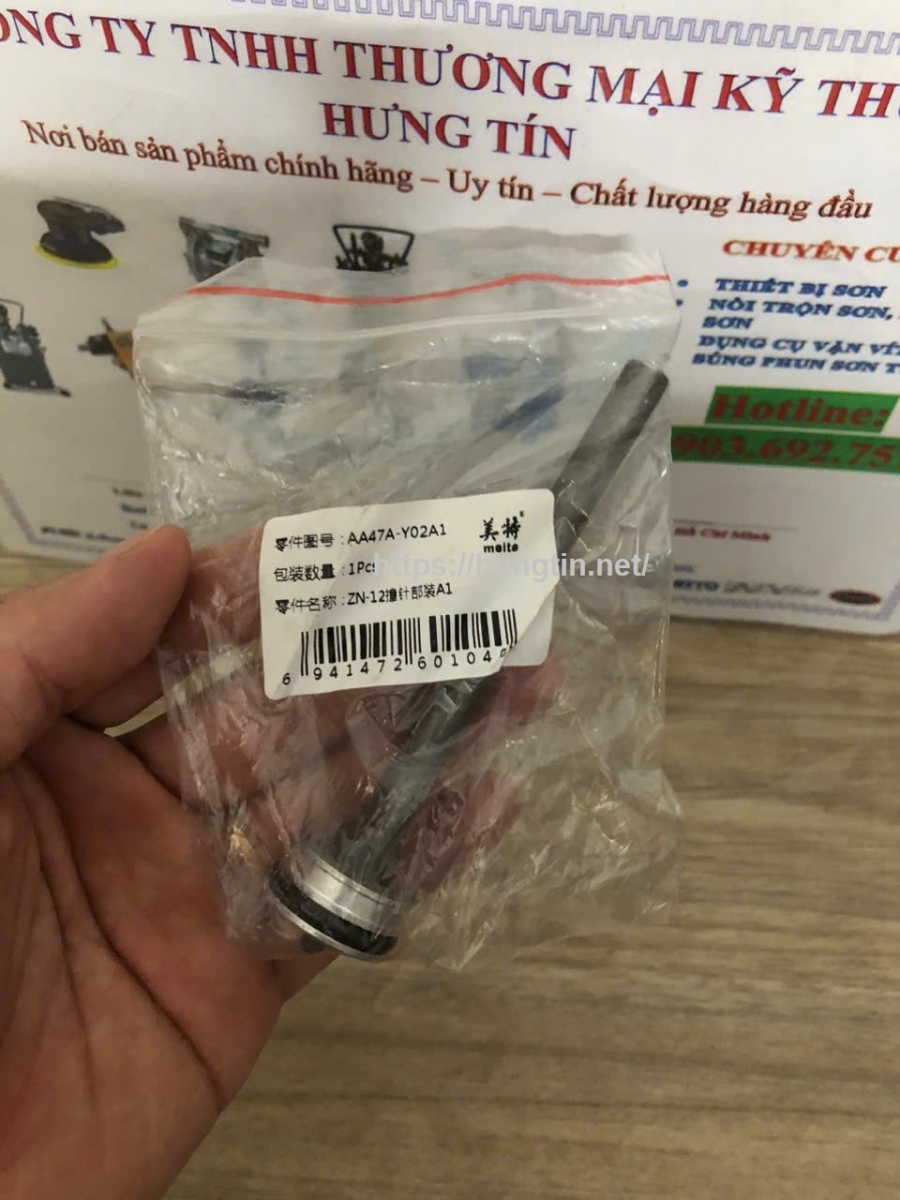 ÔNG TY TNHH THƯƠNG MẠI KỸ TH
HƯNG TÍN
Nơi bán sản phẩm chính hãng – Uy tín – Chất lượng hàng đầu
CHUYÊN CU
THIẾT BỊ SƠN
NỒI TRỘN SƠN,
SƠN
DỤNG CỤ VẶN VÍ
SÚNG PHUN SƠN T
Hotline:
903.692.75
零件图号 : AA47A-Y02A1
美特
meite
包装数量 : 1Pcs
https://hungtin.net/
零件名称 : ZN-12撞针部装A1
6 941472 60104